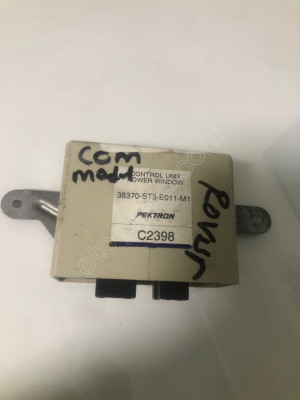 CONTROL UNIT
POWER WINDOW
38370-ST3-E011-M1
PEKTRON
C2398
com
modul
Rover